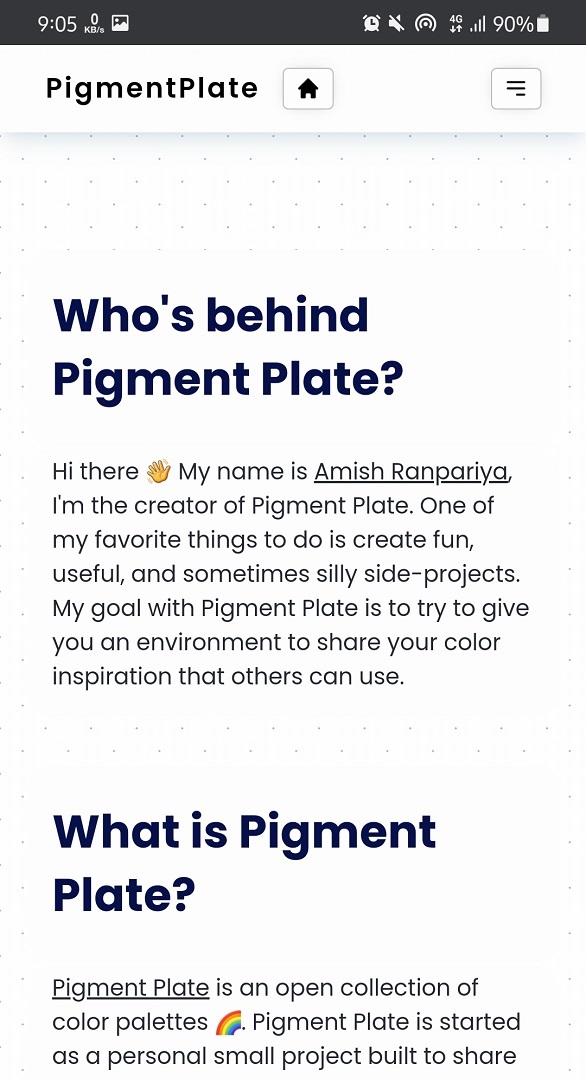 9:05 0 KB/s 4G 90%
PigmentPlate
Who's behind
Pigment Plate?
Hi there 👋 My name is Amish Ranpariya,
I'm the creator of Pigment Plate. One of
my favorite things to do is create fun,
useful, and sometimes silly side-projects.
My goal with Pigment Plate is to try to give
you an environment to share your color
inspiration that others can use.
What is Pigment
Plate?
Pigment Plate is an open collection of
color palettes 🌈. Pigment Plate is started
as a personal small project built to share